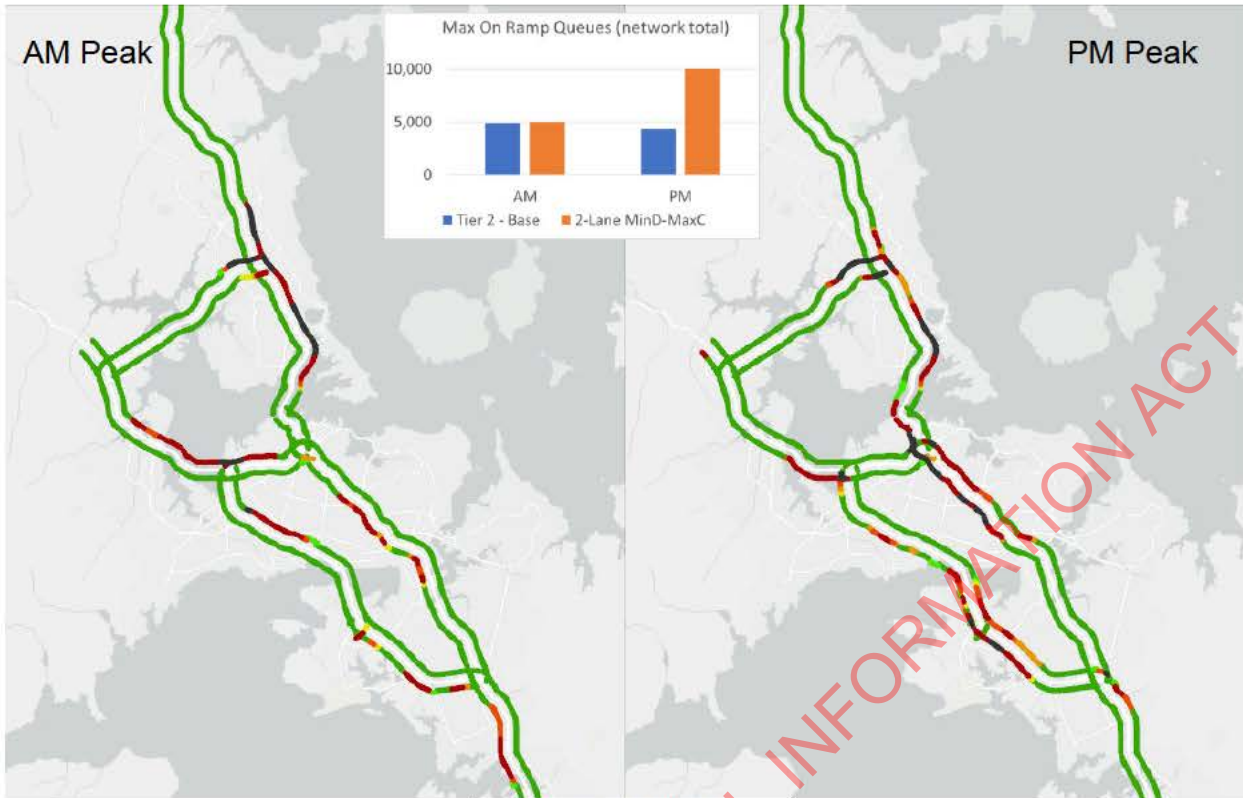 AM Peak
Max On Ramp Queues (network total)
10,000
5,000
0
AM
PM
Tier 2 - Base
2-Lane MinD-MaxC
PM Peak
INFORMATION ACT